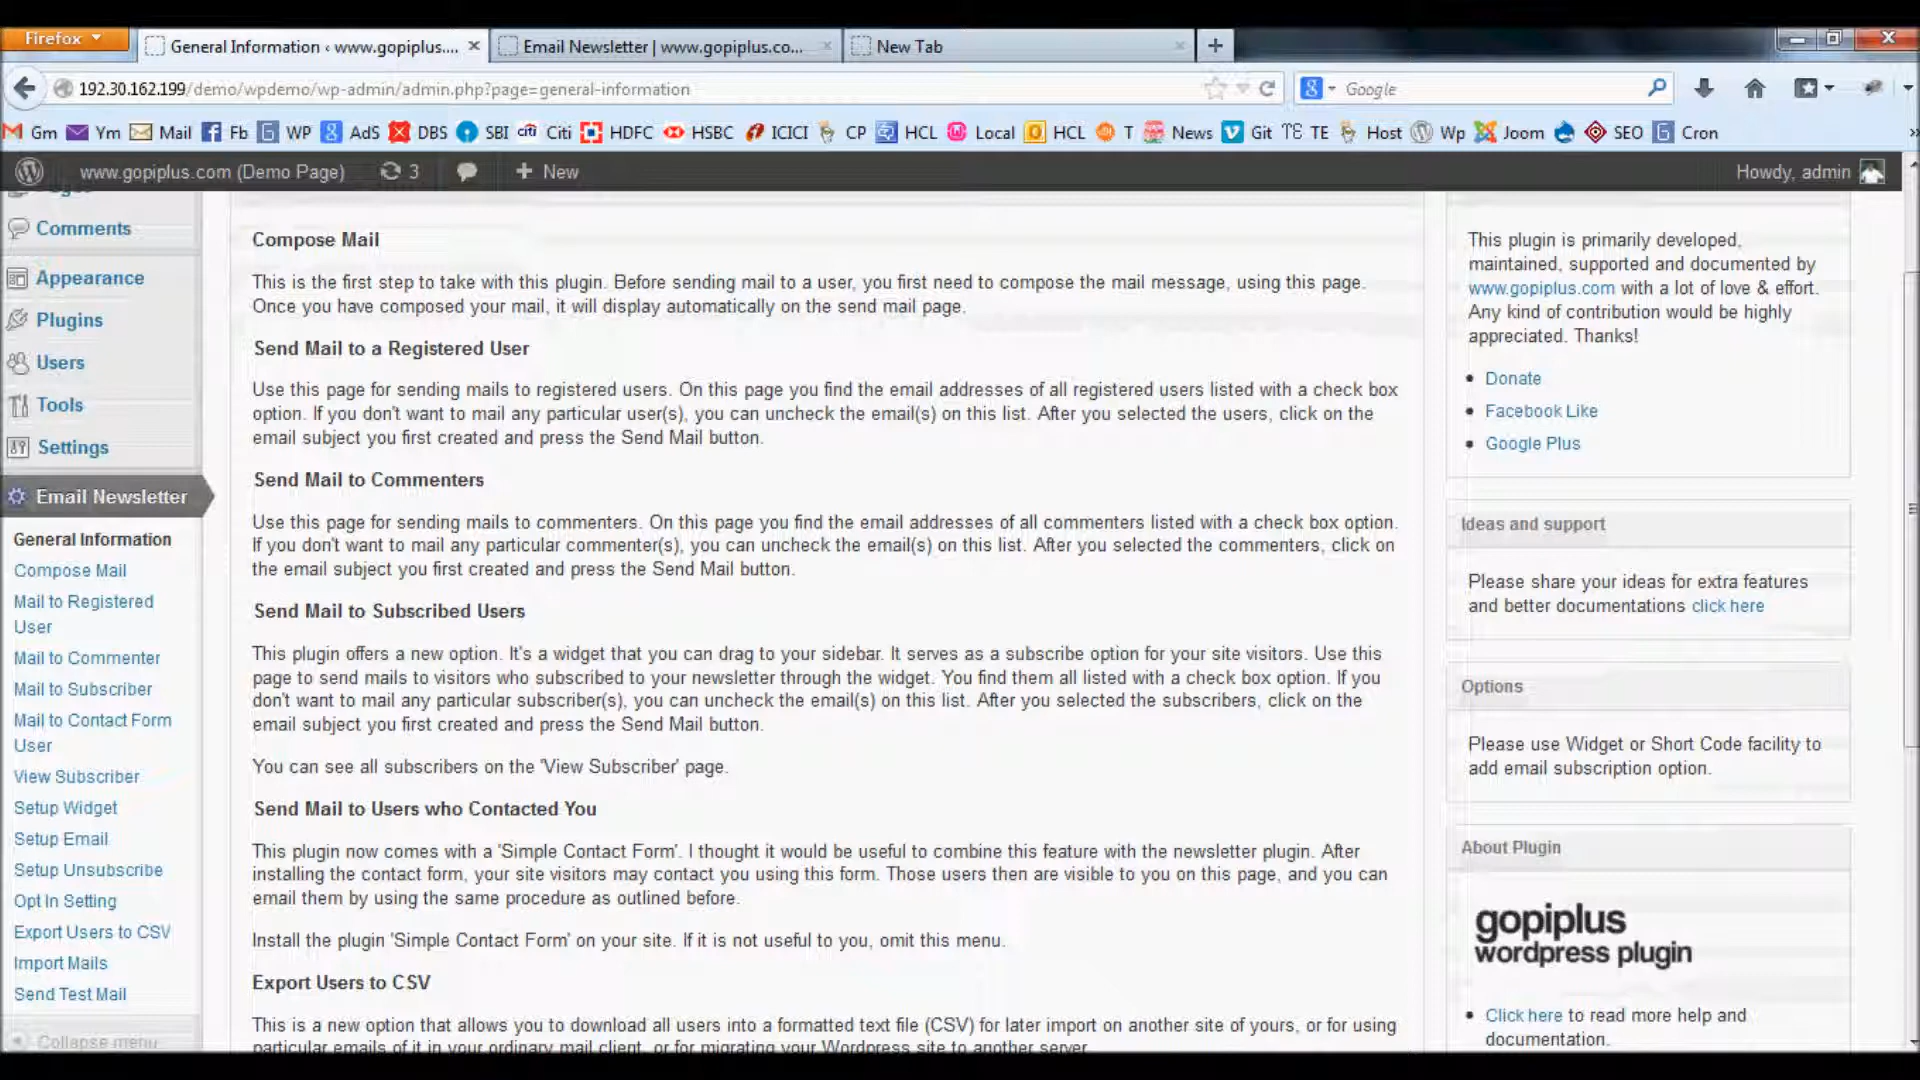 Firefox
General Information ‹ www.gopiplus....
Email Newsletter | www.gopiplus.co...
New Tab
192.30.162.199/demo/wpdemo/wp-admin/admin.php?page=general-information
Google
Gm Ym Mail Fb WP AdS DBS SBI citi Citi HDFC HSBC ICICI CP HCL Local HCL T News Git TE Host Wp Joom SEO Cron
www.gopiplus.com (Demo Page) 3 New
Howdy, admin
Comments
Appearance
Plugins
Users
Tools
Settings
Email Newsletter
General Information
Compose Mail
Mail to Registered
User
Mail to Commenter
Mail to Subscriber
Mail to Contact Form
User
View Subscriber
Setup Widget
Setup Email
Setup Unsubscribe
Opt In Setting
Export Users to CSV
Import Mails
Send Test Mail
Collapse menu
Compose Mail
This is the first step to take with this plugin. Before sending mail to a user, you first need to compose the mail message, using this page.
Once you have composed your mail, it will display automatically on the send mail page.
Send Mail to a Registered User
Use this page for sending mails to registered users. On this page you find the email addresses of all registered users listed with a check box
option. If you don't want to mail any particular user(s), you can uncheck the email(s) on this list. After you selected the users, click on the
email subject you first created and press the Send Mail button.
Send Mail to Commenters
Use this page for sending mails to commenters. On this page you find the email addresses of all commenters listed with a check box option.
If you don't want to mail any particular commenter(s), you can uncheck the email(s) on this list. After you selected the commenters, click on
the email subject you first created and press the Send Mail button.
Send Mail to Subscribed Users
This plugin offers a new option. It's a widget that you can drag to your sidebar. It serves as a subscribe option for your site visitors. Use this
page to send mails to visitors who subscribed to your newsletter through the widget. You find them all listed with a check box option. If you
don't want to mail any particular subscriber(s), you can uncheck the email(s) on this list. After you selected the subscribers, click on the
email subject you first created and press the Send Mail button.
You can see all subscribers on the 'View Subscriber' page.
Send Mail to Users who Contacted You
This plugin now comes with a 'Simple Contact Form'. I thought it would be useful to combine this feature with the newsletter plugin. After
installing the contact form, your site visitors may contact you using this form. Those users then are visible to you on this page, and you can
email them by using the same procedure as outlined before.
Install the plugin 'Simple Contact Form' on your site. If it is not useful to you, omit this menu.
Export Users to CSV
This is a new option that allows you to download all users into a formatted text file (CSV) for later import on another site of yours, or for using
particular emails of it in your ordinary mail client, or for migrating your Wordpress site to another server.
This plugin is primarily developed,
maintained, supported and documented by
www.gopiplus.com with a lot of love & effort.
Any kind of contribution would be highly
appreciated. Thanks!
Donate
Facebook Like
Google Plus
Ideas and support
Please share your ideas for extra features
and better documentations click here
Options
Please use Widget or Short Code facility to
add email subscription option.
About Plugin
gopiplus
wordpress plugin
Click here to read more help and
documentation.